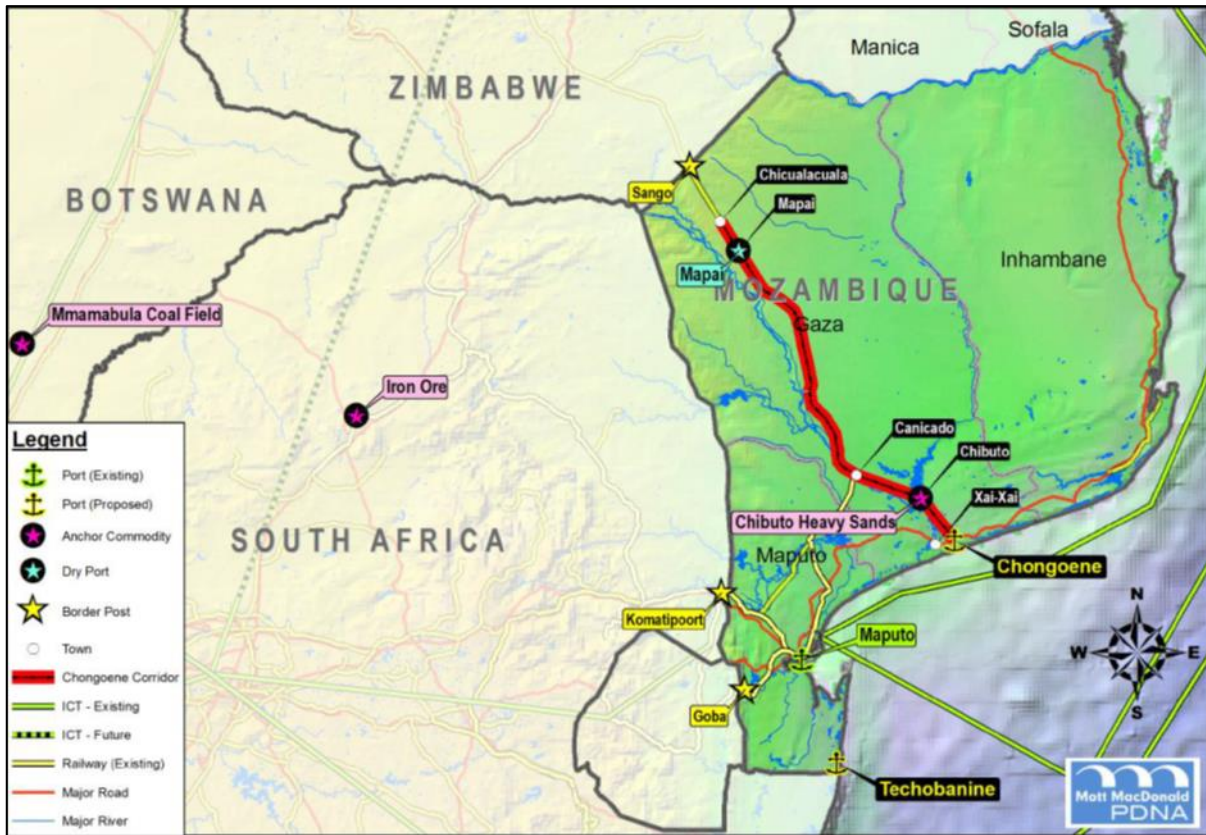 Sofala
Manica
ZIMBABWE
Chicualacuala
Sango
BOTSWANA
Mapai
Inhambane
Mapai
MOZAMBIQUE
Mmamabula Coal Field
Gaza
Iron Ore
Canicado
Chibuto
Xai-Xai
Chibuto Heavy Sands
SOUTH AFRICA
Maputo
Chongoene
Komatipoort
Maputo
Goba
Techobanine
N
W
E
S
Legend
Port (Existing)
Port (Proposed)
Anchor Commodity
Dry Port
Border Post
Town
Chongoene Corridor
ICT - Existing
ICT - Future
Railway (Existing)
Major Road
Major River
Mott MacDonald
PDNA